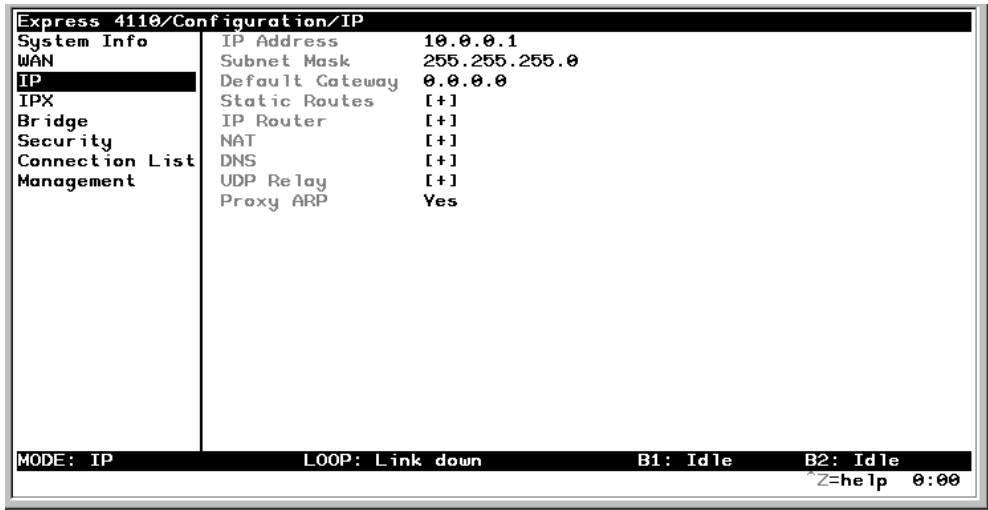 Express 4110/Configuration/IP
System Info IP Address 10.0.0.1
WAN Subnet Mask 255.255.255.0
IP Default Gateway 0.0.0.0
IPX Static Routes [+]
Bridge IP Router [+]
Security NAT [+]
Connection List DNS [+]
Management UDP Relay [+]
Proxy ARP Yes
MODE: IP LOOP: Link down B1: Idle B2: Idle
^Z=help 0:00